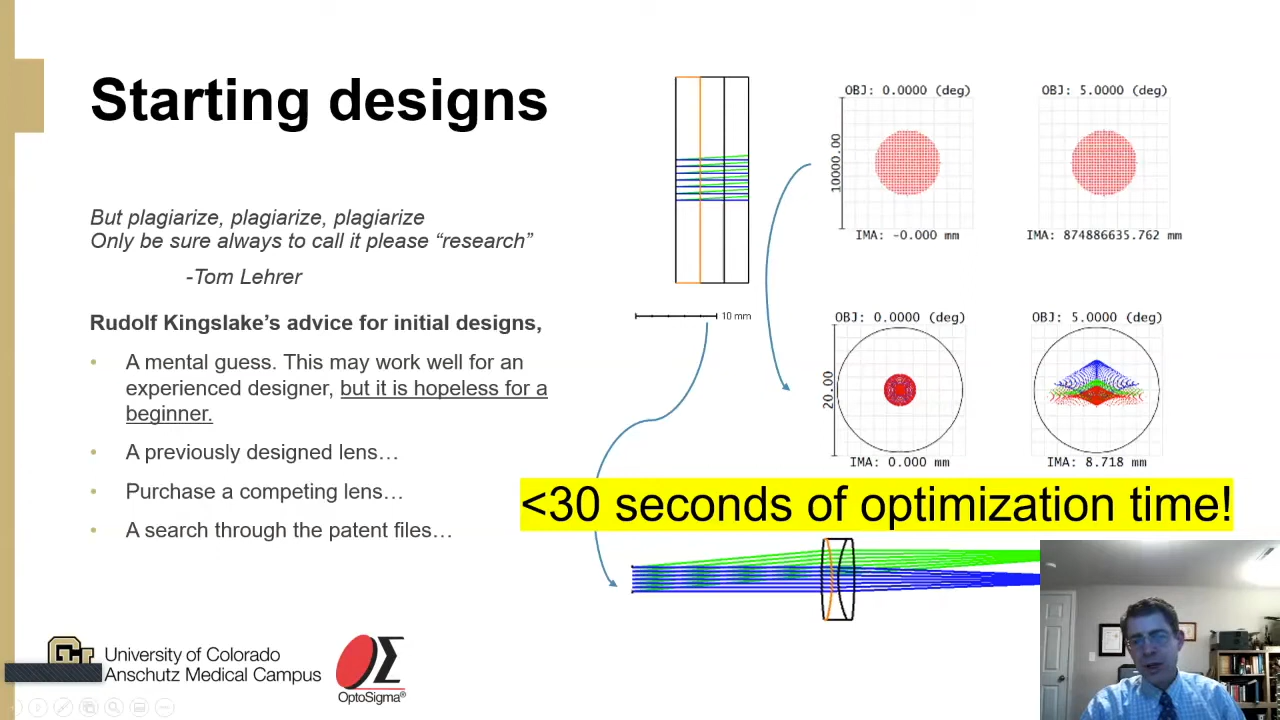 Starting designs
But plagiarize, plagiarize, plagiarize
Only be sure always to call it please “research”
-Tom Lehrer
Rudolf Kingslake’s advice for initial designs,
• A mental guess. This may work well for an
experienced designer, but it is hopeless for a
beginner.
• A previously designed lens…
• Purchase a competing lens…
• A search through the patent files…
10 mm
OBJ: 0.0000 (deg)
OBJ: 5.0000 (deg)
10000.00
IMA: -0.000 mm
IMA: 874886635.762 mm
OBJ: 0.0000 (deg)
OBJ: 5.0000 (deg)
20.00
IMA: 0.000 mm
IMA: 8.718 mm
<30 seconds of optimization time!
University of Colorado
Anschutz Medical Campus
OptoSigma®